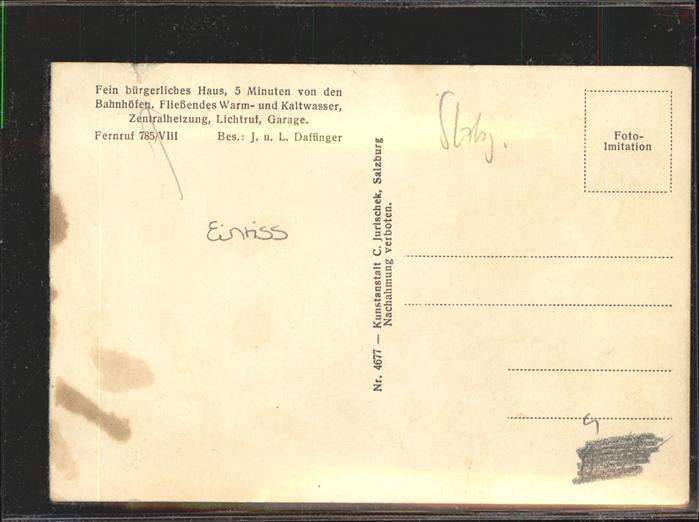 Fein bürgerliches Haus, 5 Minuten von den
Bahnhöfen. Fließendes Warm- und Kaltwasser,
Zentralheizung, Lichtruf, Garage.
Fernruf 785/VIII Bes.: J. u. L. Daffinger
Einriss
Nr. 4677 — Kunstanstalt C. Jurischek, Salzburg
Nachahmung verboten.
Foto-
Imitation